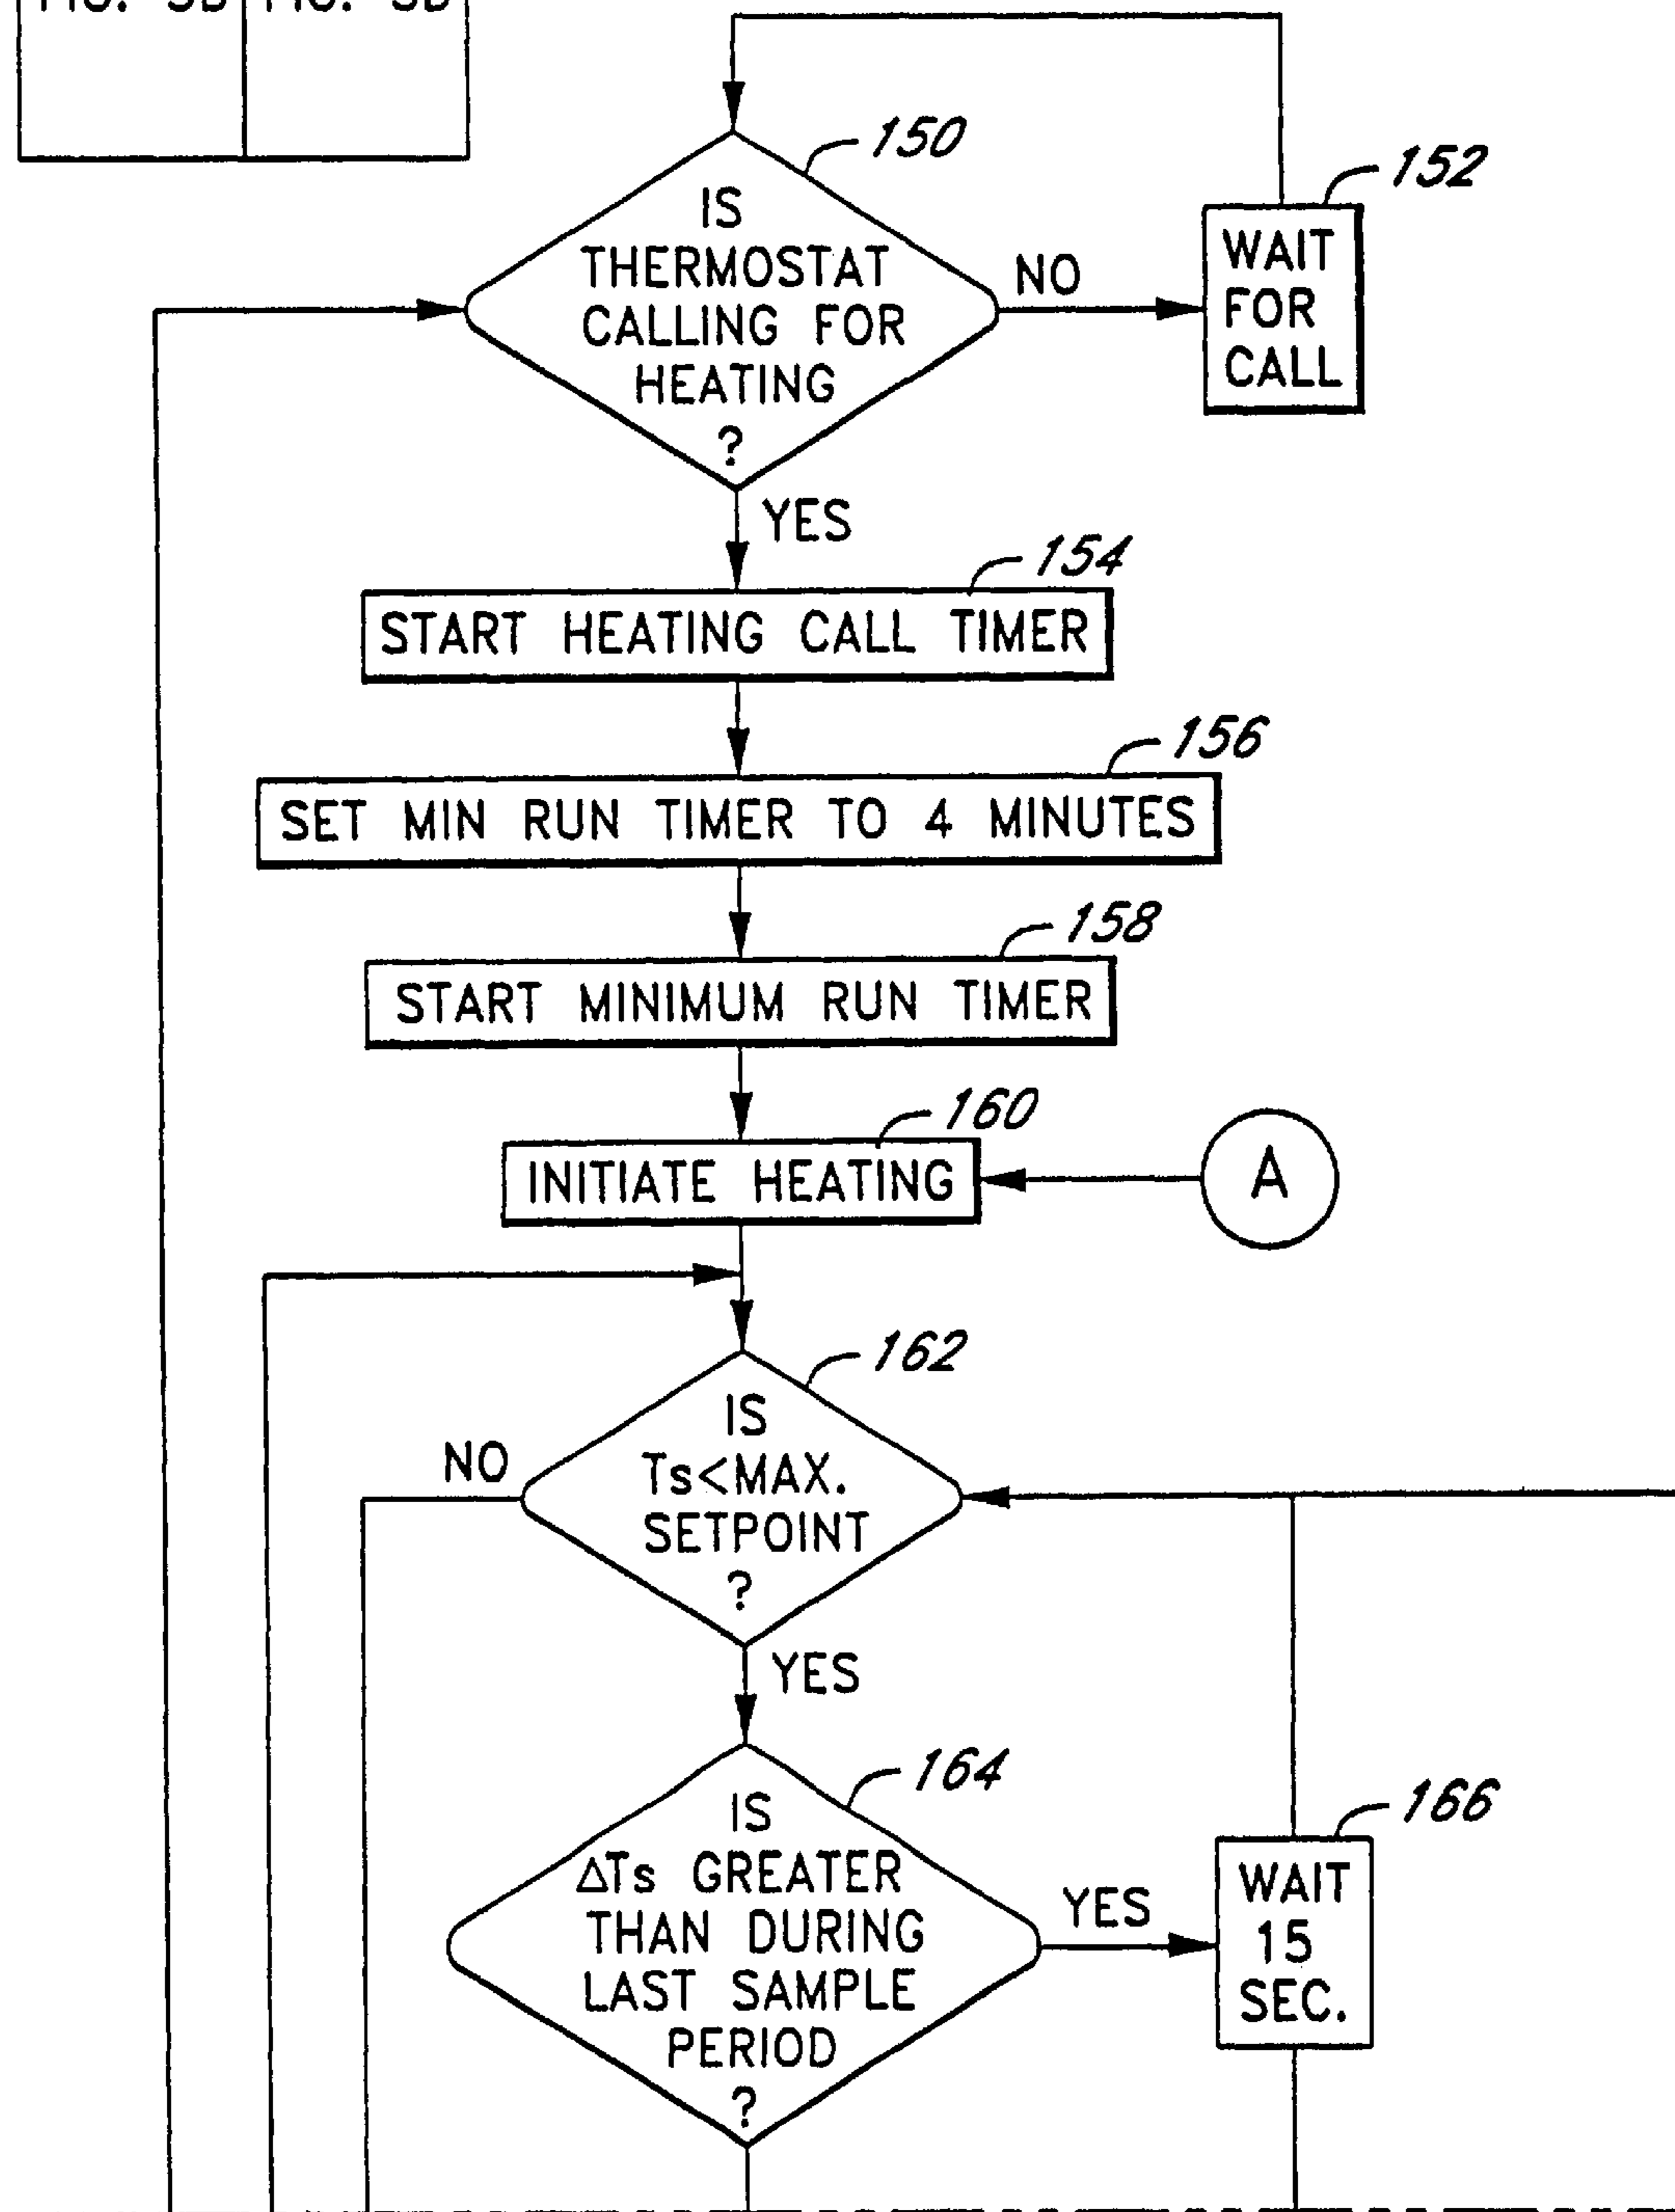 150
IS
THERMOSTAT
CALLING FOR
HEATING
?
NO
152
WAIT
FOR
CALL
YES
154
START HEATING CALL TIMER
156
SET MIN RUN TIMER TO 4 MINUTES
158
START MINIMUM RUN TIMER
160
INITIATE HEATING
A
162
IS
Ts<MAX.
SETPOINT
?
NO
YES
164
IS
ΔTs GREATER
THAN DURING
LAST SAMPLE
PERIOD
?
YES
166
WAIT
15
SEC.